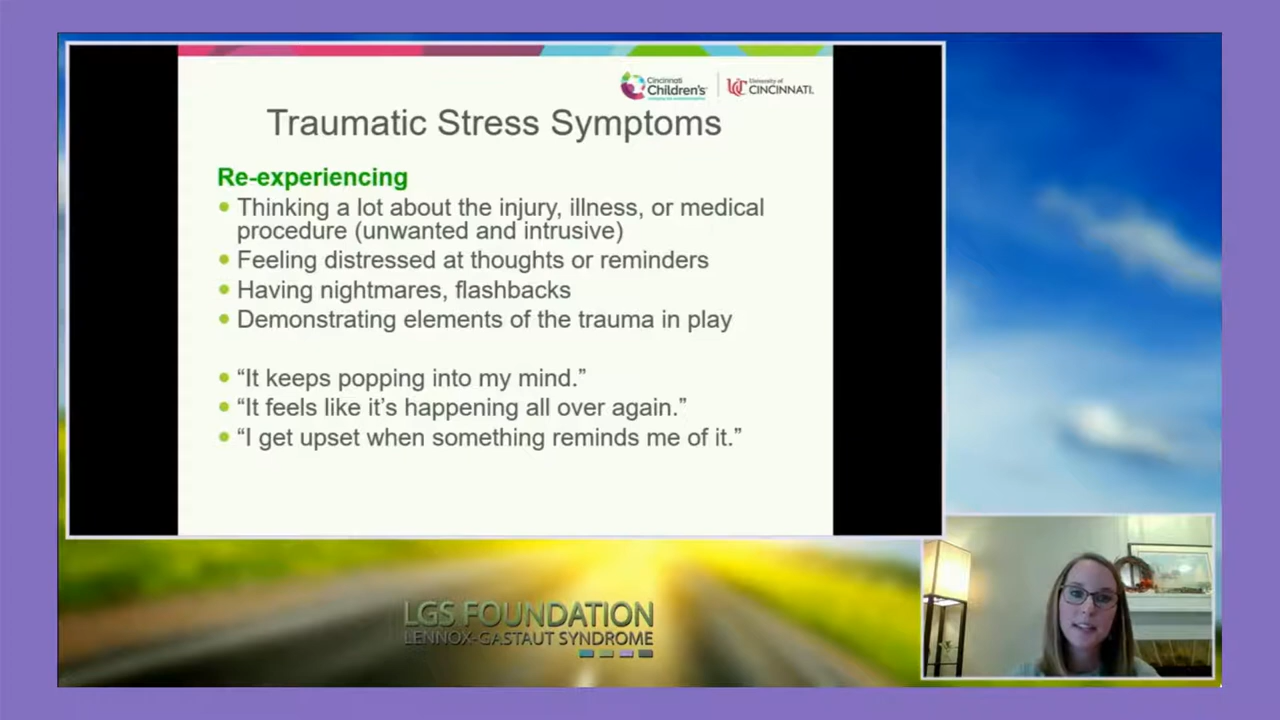 Cincinnati
Children's
University of
CINCINNATI.
Traumatic Stress Symptoms
Re-experiencing
Thinking a lot about the injury, illness, or medical
procedure (unwanted and intrusive)
Feeling distressed at thoughts or reminders
Having nightmares, flashbacks
Demonstrating elements of the trauma in play
“It keeps popping into my mind.”
“It feels like it’s happening all over again.”
“I get upset when something reminds me of it.”
LGS FOUNDATION
LENNOX-GASTAUT SYNDROME